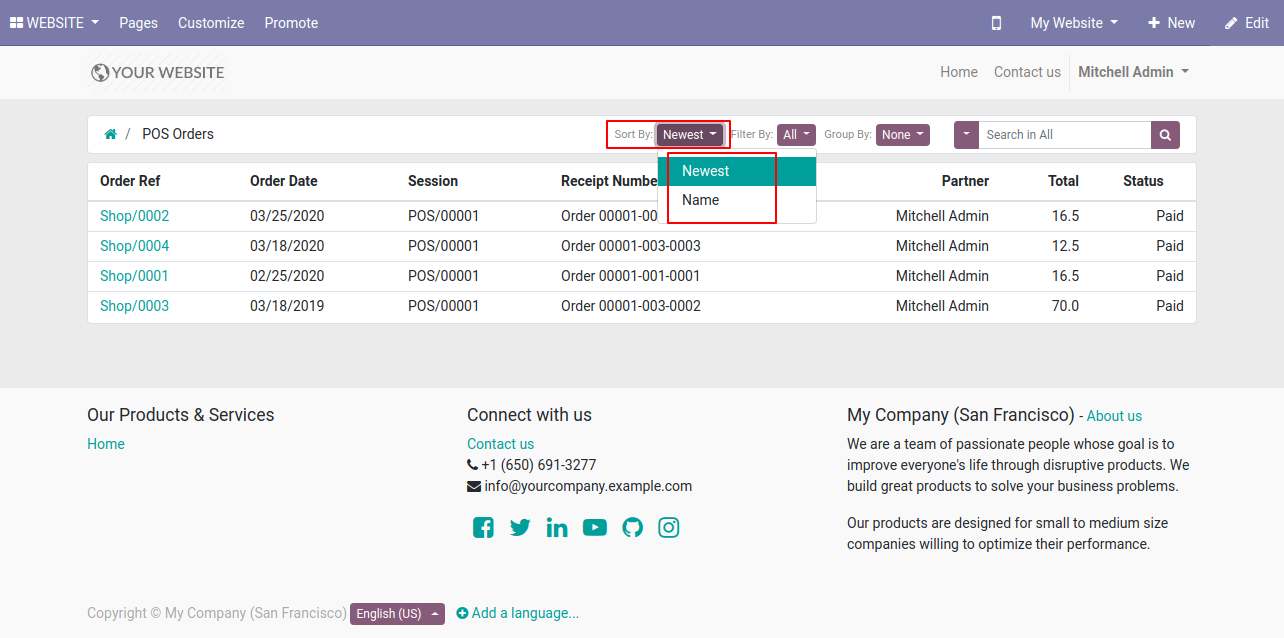 WEBSITE Pages Customize Promote My Website New Edit
YOUR WEBSITE Home Contact us Mitchell Admin
/ POS Orders Sort By: Newest Filter By: All Group By: None Search in All
Newest
Name
Order Ref Order Date Session Receipt Numbe Partner Total Status
Shop/0002 03/25/2020 POS/00001 Order 00001-00 Mitchell Admin 16.5 Paid
Shop/0004 03/18/2020 POS/00001 Order 00001-003-0003 Mitchell Admin 12.5 Paid
Shop/0001 02/25/2020 POS/00001 Order 00001-001-0001 Mitchell Admin 16.5 Paid
Shop/0003 03/18/2019 POS/00001 Order 00001-003-0002 Mitchell Admin 70.0 Paid
Our Products & Services
Home
Connect with us
Contact us
+1 (650) 691-3277
info@yourcompany.example.com
My Company (San Francisco) - About us
We are a team of passionate people whose goal is to
improve everyone's life through disruptive products. We
build great products to solve your business problems.
Our products are designed for small to medium size
companies willing to optimize their performance.
Copyright © My Company (San Francisco) English (US) Add a language...